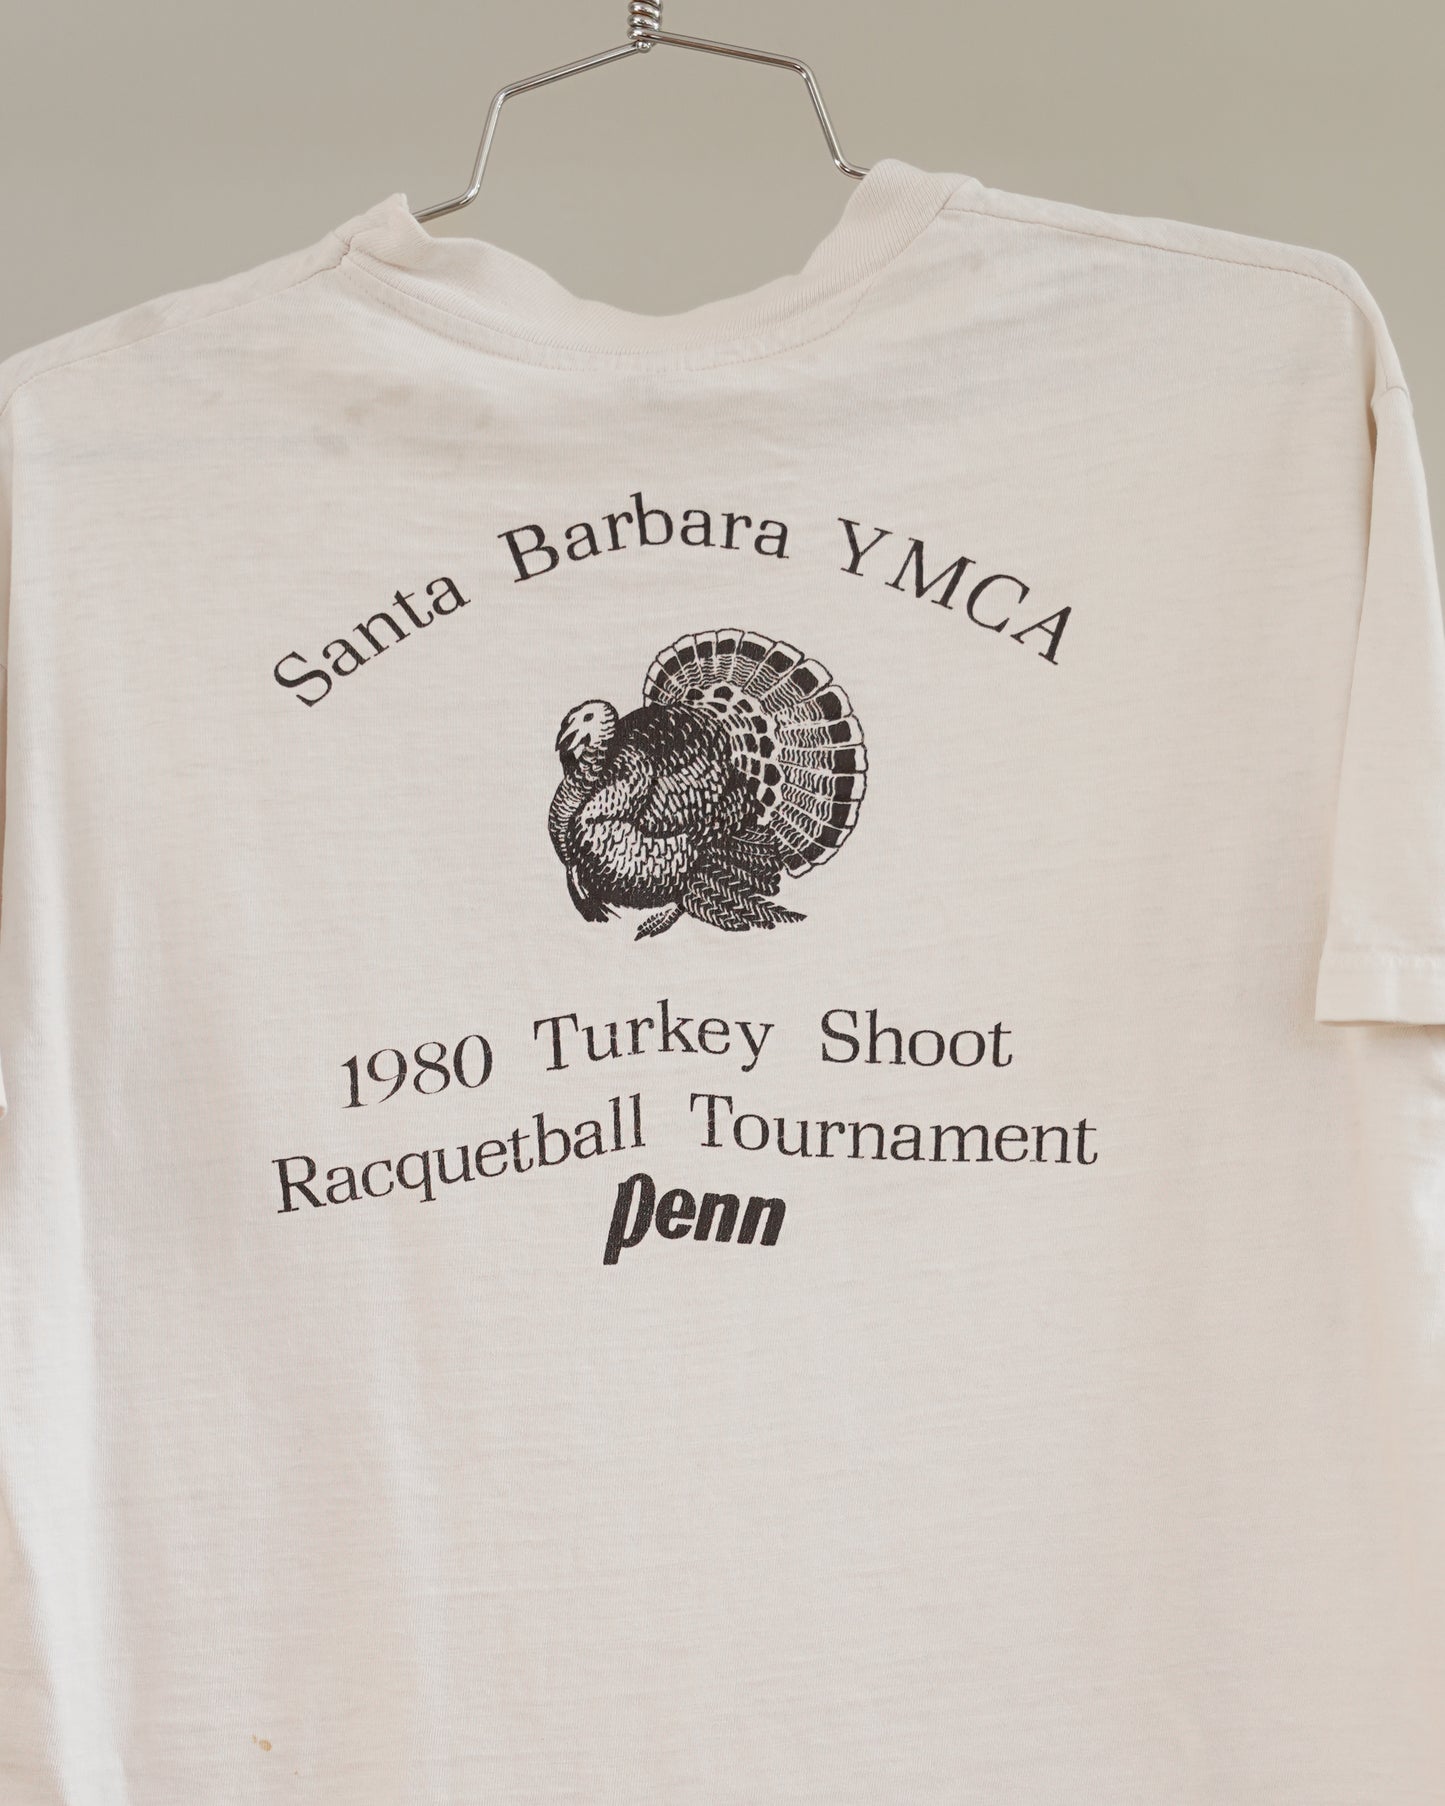 Santa Barbara YMCA
1980 Turkey Shoot
Racquetball Tournament
Penn